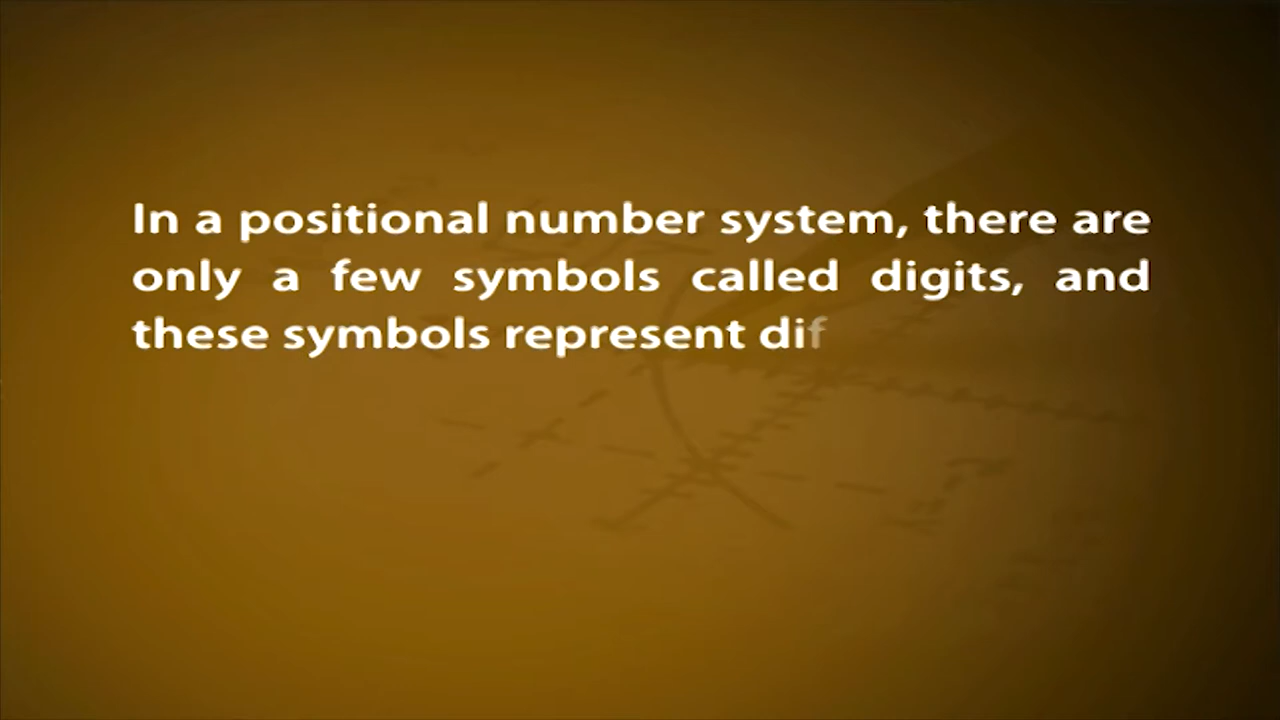 In a positional number system, there are
only a few symbols called digits, and
these symbols represent dif